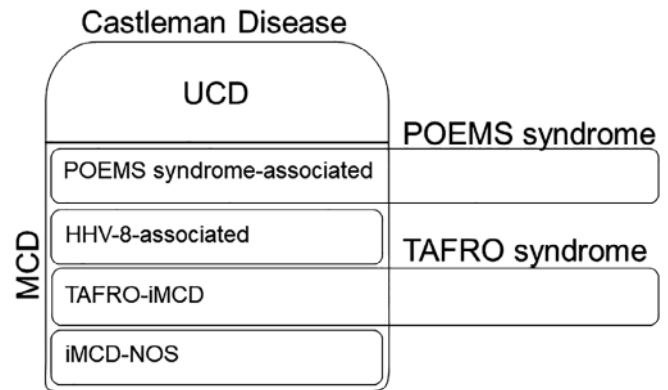 Castleman Disease
UCD
POEMS syndrome
POEMS syndrome-associated
HHV-8-associated
TAFRO syndrome
TAFRO-iMCD
iMCD-NOS
MCD